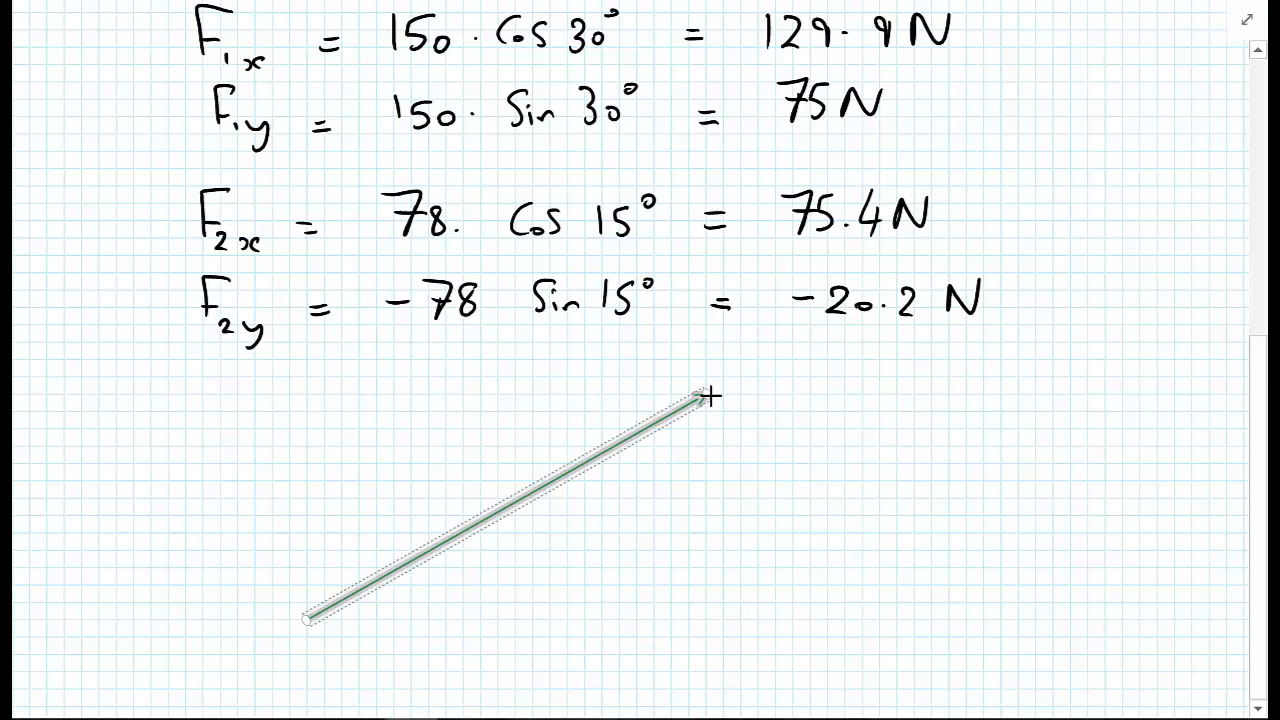 F1x = 150 . Cos 30° = 129.9 N
F1y = 150 . Sin 30° = 75 N
F2x = 78. Cos 15° = 75.4 N
F2y = -78 Sin 15° = -20.2 N